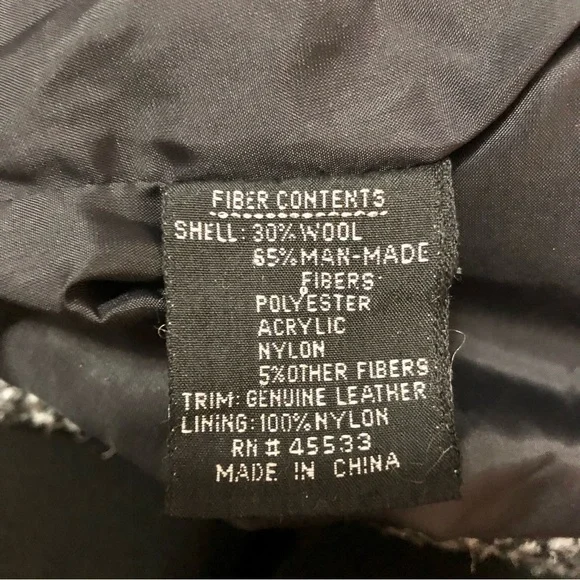 FIBER CONTENTS
SHELL: 30% WOOL
65% MAN-MADE
FIBERS:
POLYESTER
ACRYLIC
NYLON
5% OTHER FIBERS
TRIM: GENUINE LEATHER
LINING: 100% NYLON
RN # 45533
MADE IN CHINA